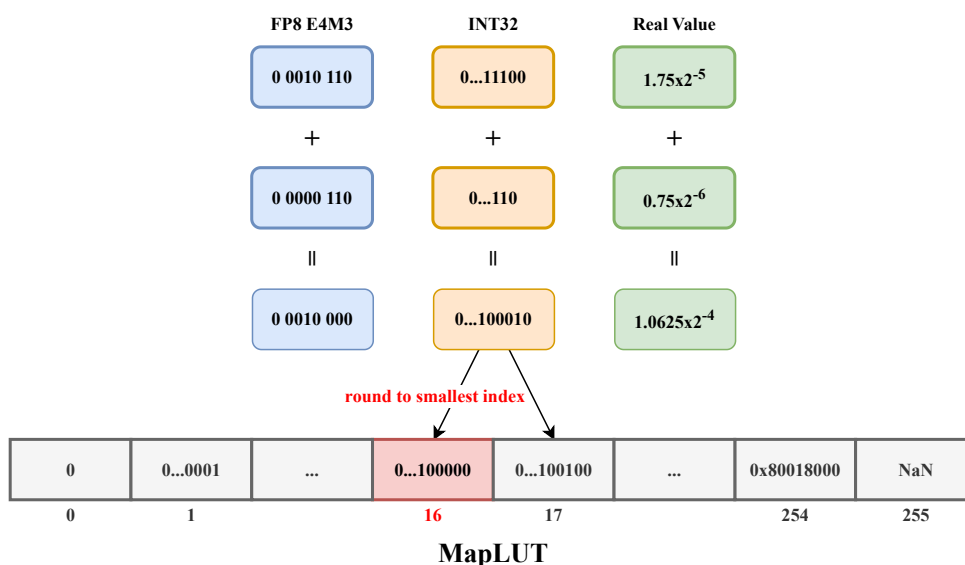 FP8 E4M3 INT32 Real Value
0 0010 110 0...11100 1.75x2^-5
+ + +
0 0000 110 0...110 0.75x2^-6
= = =
0 0010 000 0...100010 1.0625x2^-4
round to smallest index
0 0...0001 ... 0...100000 0...100100 ... 0x80018000 NaN
0 1 16 17 254 255
MapLUT